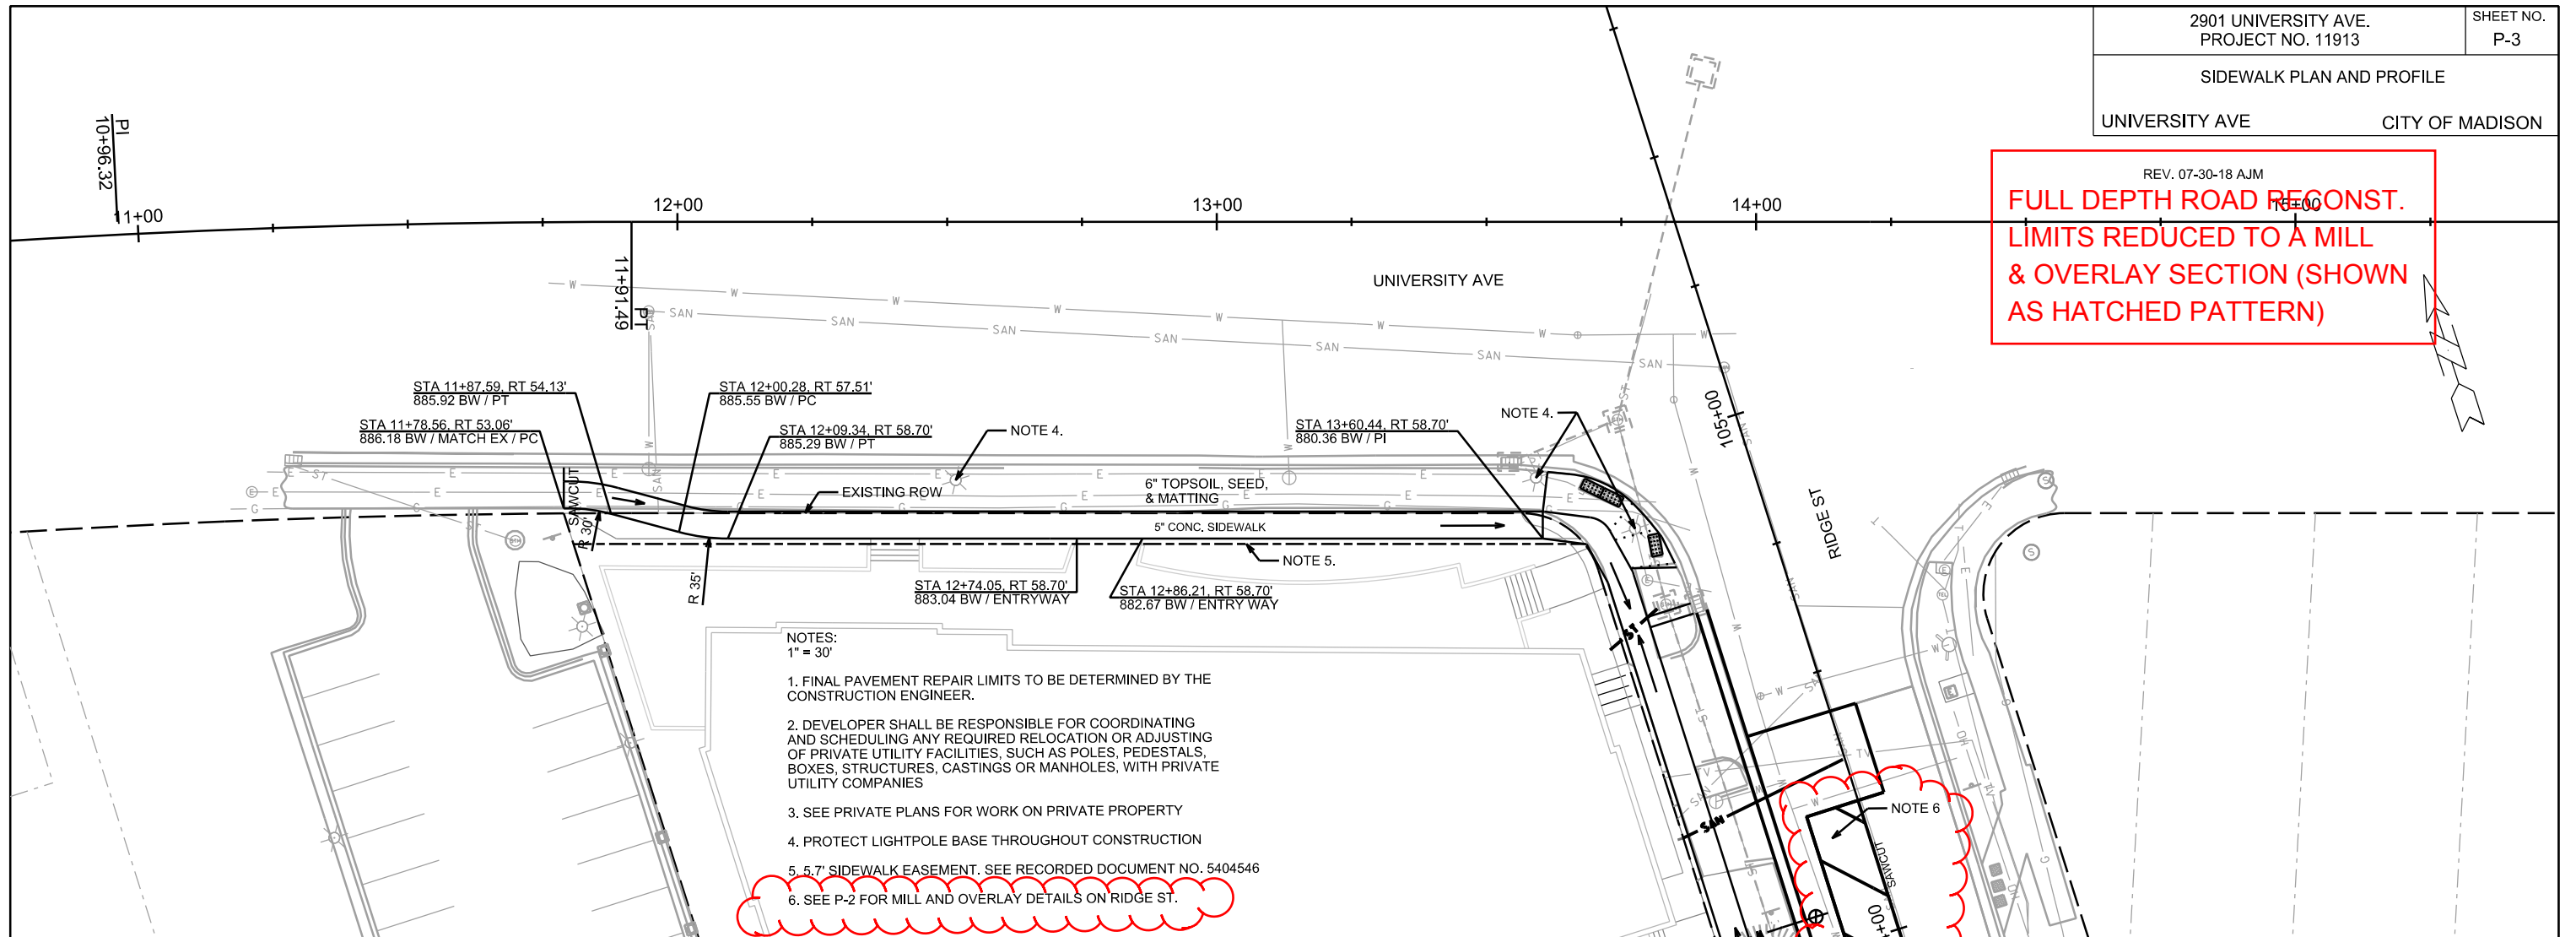 2901 UNIVERSITY AVE.
PROJECT NO. 11913
SHEET NO.
P-3
SIDEWALK PLAN AND PROFILE
UNIVERSITY AVE
CITY OF MADISON
REV. 07-30-18 AJM
FULL DEPTH ROAD RECONST.
LIMITS REDUCED TO A MILL
& OVERLAY SECTION (SHOWN
AS HATCHED PATTERN)
PI
10+96.32
11+00
12+00
13+00
14+00
15+00
11+91.49
PT
UNIVERSITY AVE
W
W
W
W
W
W
W
W
SAN
SAN
SAN
SAN
SAN
SAN
SAN
STA 11+87.59, RT 54.13'
885.92 BW / PT
STA 11+78.56, RT 53.06'
886.18 BW / MATCH EX / PC
STA 12+00.28, RT 57.51'
885.55 BW / PC
STA 12+09.34, RT 58.70'
885.29 BW / PT
NOTE 4.
STA 13+60.44, RT 58.70'
880.36 BW / PI
NOTE 4.
105+00
RIDGE ST
SAWCUT
R 30'
R 35'
EXISTING ROW
6" TOPSOIL, SEED,
& MATTING
5" CONC. SIDEWALK
NOTE 5.
STA 12+74.05, RT 58.70'
883.04 BW / ENTRYWAY
STA 12+86.21, RT 58.70'
882.67 BW / ENTRY WAY
NOTES:
1" = 30'
1. FINAL PAVEMENT REPAIR LIMITS TO BE DETERMINED BY THE
CONSTRUCTION ENGINEER.
2. DEVELOPER SHALL BE RESPONSIBLE FOR COORDINATING
AND SCHEDULING ANY REQUIRED RELOCATION OR ADJUSTING
OF PRIVATE UTILITY FACILITIES, SUCH AS POLES, PEDESTALS,
BOXES, STRUCTURES, CASTINGS OR MANHOLES, WITH PRIVATE
UTILITY COMPANIES
3. SEE PRIVATE PLANS FOR WORK ON PRIVATE PROPERTY
4. PROTECT LIGHTPOLE BASE THROUGHOUT CONSTRUCTION
5. 5.7' SIDEWALK EASEMENT. SEE RECORDED DOCUMENT NO. 5404546
6. SEE P-2 FOR MILL AND OVERLAY DETAILS ON RIDGE ST.
ST
SAN
NOTE 6
SAWCUT
+00